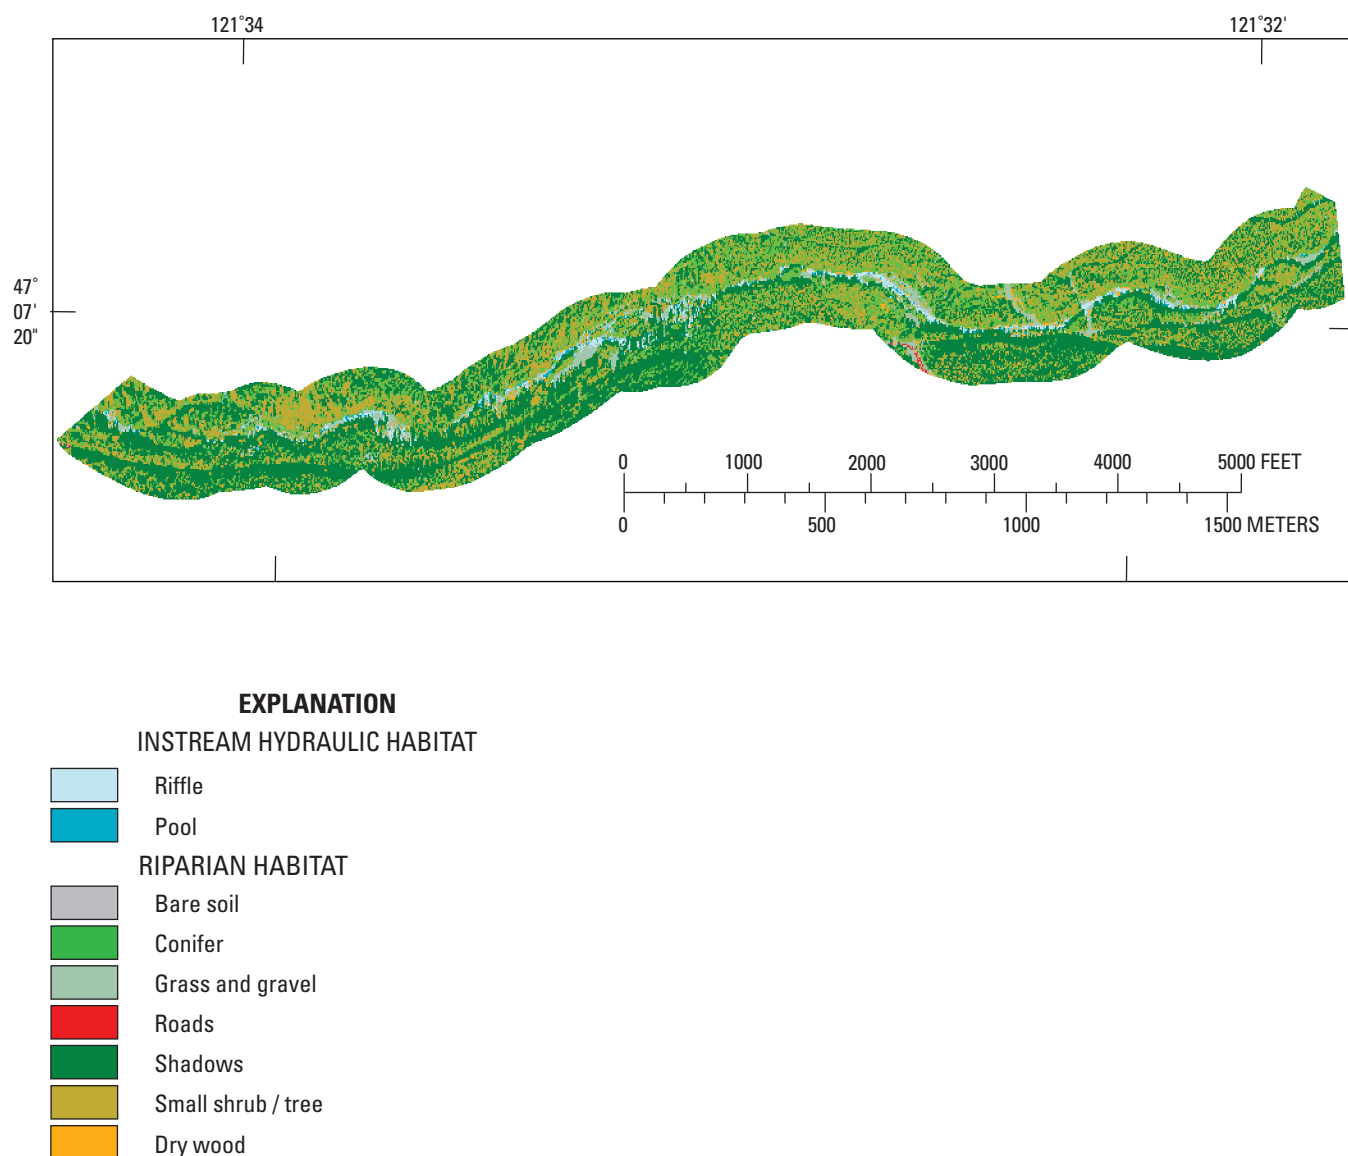 121°34
121°32'
47°
07'
20"
0 1000 2000 3000 4000 5000 FEET
0 500 1000 1500 METERS
EXPLANATION
INSTREAM HYDRAULIC HABITAT
Riffle
Pool
RIPARIAN HABITAT
Bare soil
Conifer
Grass and gravel
Roads
Shadows
Small shrub / tree
Dry wood